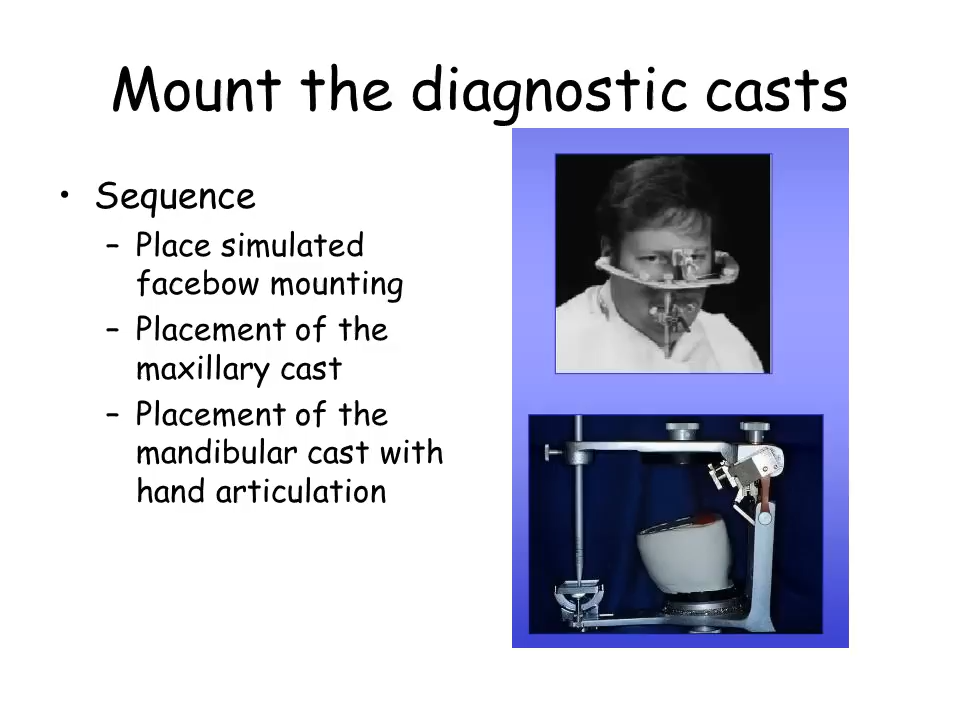 Mount the diagnostic casts
• Sequence
– Place simulated
facebow mounting
– Placement of the
maxillary cast
– Placement of the
mandibular cast with
hand articulation